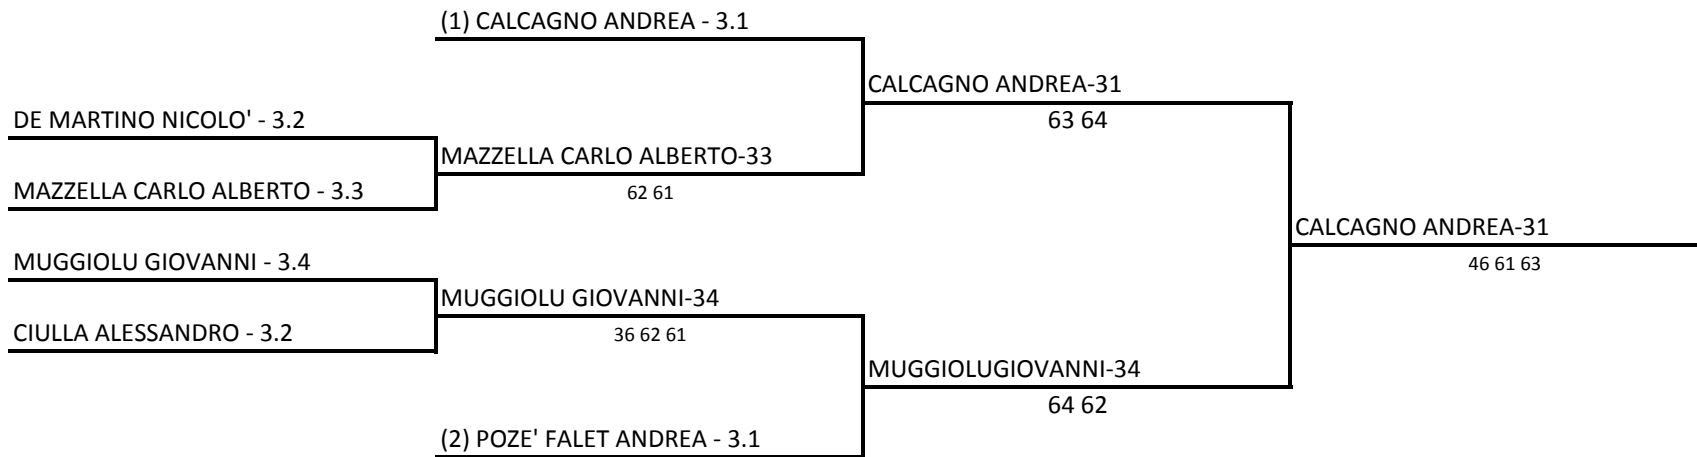 (1) CALCAGNO ANDREA - 3.1
CALCAGNO ANDREA-31
DE MARTINO NICOLO' - 3.2
63 64
MAZZELLA CARLO ALBERTO-33
MAZZELLA CARLO ALBERTO - 3.3
62 61
CALCAGNO ANDREA-31
MUGGIOLU GIOVANNI - 3.4
46 61 63
MUGGIOLU GIOVANNI-34
CIULLA ALESSANDRO - 3.2
36 62 61
MUGGIOLUGIOVANNI-34
64 62
(2) POZE' FALET ANDREA - 3.1